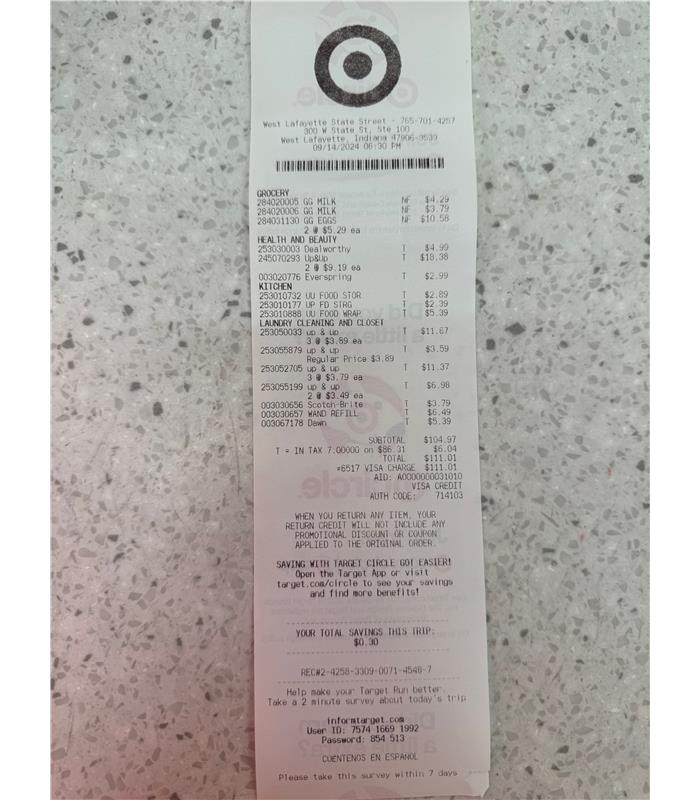 West Lafayette State Street - 765-701-4257
300 W State St, Ste 100
West Lafayette, Indiana 47906-3539
09/14/2024 06:30 PM
GROCERY
284020005 GG MILK NF $4.29
284020006 GG MILK NF $3.79
284031130 GG EGGS NF $10.58
2 @ $5.29 ea
HEALTH AND BEAUTY
253030003 Dealworthy T $4.99
245070293 Up&Up T $18.38
2 @ $9.19 ea
003020776 Everspring T $2.99
KITCHEN
253010732 UU FOOD STOR T $2.89
253010177 UP FD STRG T $2.39
253010888 UU FOOD WRAP T $5.39
LAUNDRY CLEANING AND CLOSET
253050033 up & up T $11.67
3 @ $3.89 ea
253055879 up & up T $3.59
Regular Price $3.89
253052705 up & up T $11.37
3 @ $3.79 ea
253055199 up & up T $6.98
2 @ $3.49 ea
003030656 Scotch-Brite T $3.79
003030657 WAND REFILL T $6.49
003067178 Dawn T $5.39
SUBTOTAL $104.97
T = IN TAX 7.00000 on $86.31 $6.04
TOTAL $111.01
*6517 VISA CHARGE $111.01
AID: A0000000031010
VISA CREDIT
AUTH CODE: 714103
WHEN YOU RETURN ANY ITEM, YOUR
RETURN CREDIT WILL NOT INCLUDE ANY
PROMOTIONAL DISCOUNT OR COUPON
APPLIED TO THE ORIGINAL ORDER.
SAVING WITH TARGET CIRCLE GOT EASIER!
Open the Target App or visit
target.com/circle to see your savings
and find more benefits!
YOUR TOTAL SAVINGS THIS TRIP:
$0.30
REC#2-4258-3309-0071-4548-7
Help make your Target Run better.
Take a 2 minute survey about today's trip
informtarget.com
User ID: 7574 1669 1992
Password: 854 513
CUÉNTENOS EN ESPAÑOL
Please take this survey within 7 days